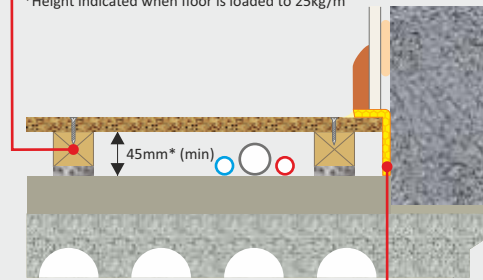 *Height indicated when floor is loaded to 25kg/m
45mm* (min)